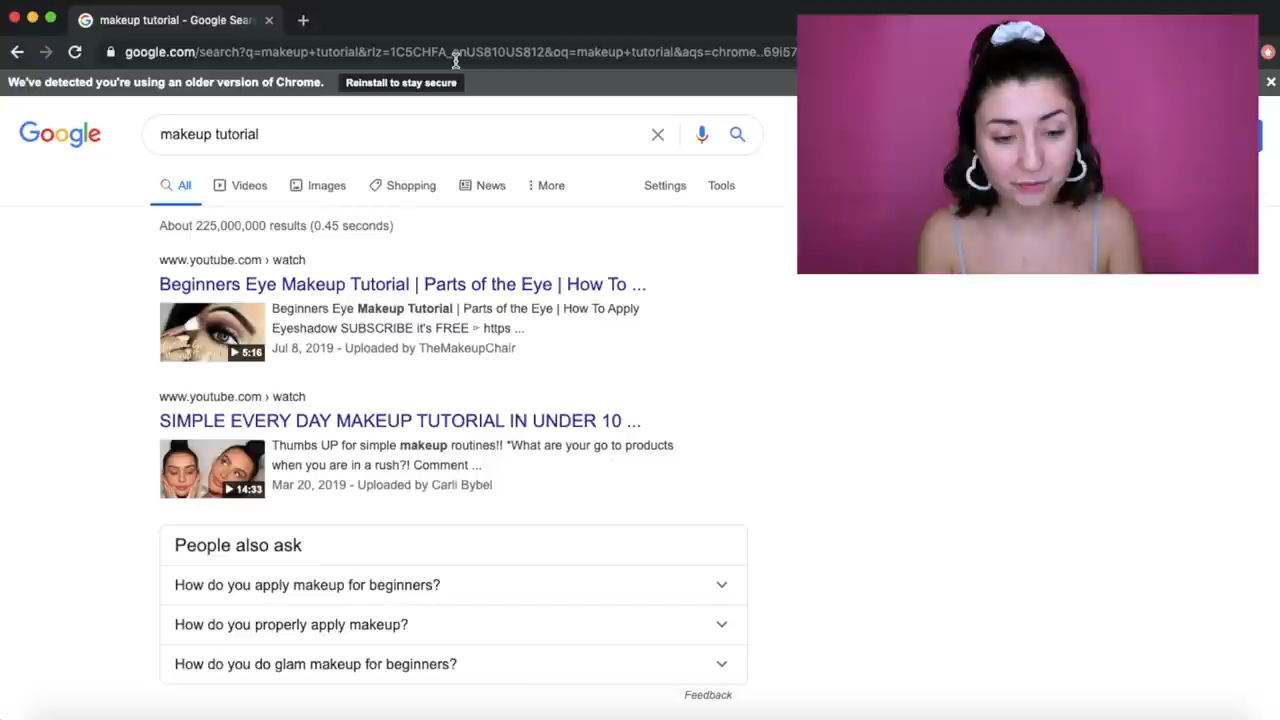 makeup tutorial - Google Sear
google.com/search?q=makeup+tutorial&rlz=1C5CHFA_enUS810US812&oq=makeup+tutorial&aqs=chrome..69i57
We've detected you're using an older version of Chrome. Reinstall to stay secure
Google makeup tutorial
All Videos Images Shopping News More Settings Tools
About 225,000,000 results (0.45 seconds)
www.youtube.com › watch
Beginners Eye Makeup Tutorial | Parts of the Eye | How To ...
Beginners Eye Makeup Tutorial | Parts of the Eye | How To Apply
Eyeshadow SUBSCRIBE it's FREE ▹ https ...
5:16
Jul 8, 2019 - Uploaded by TheMakeupChair
www.youtube.com › watch
SIMPLE EVERY DAY MAKEUP TUTORIAL IN UNDER 10 ...
Thumbs UP for simple makeup routines!! *What are your go to products
when you are in a rush?! Comment ...
14:33
Mar 20, 2019 - Uploaded by Carli Bybel
People also ask
How do you apply makeup for beginners?
How do you properly apply makeup?
How do you do glam makeup for beginners?
Feedback